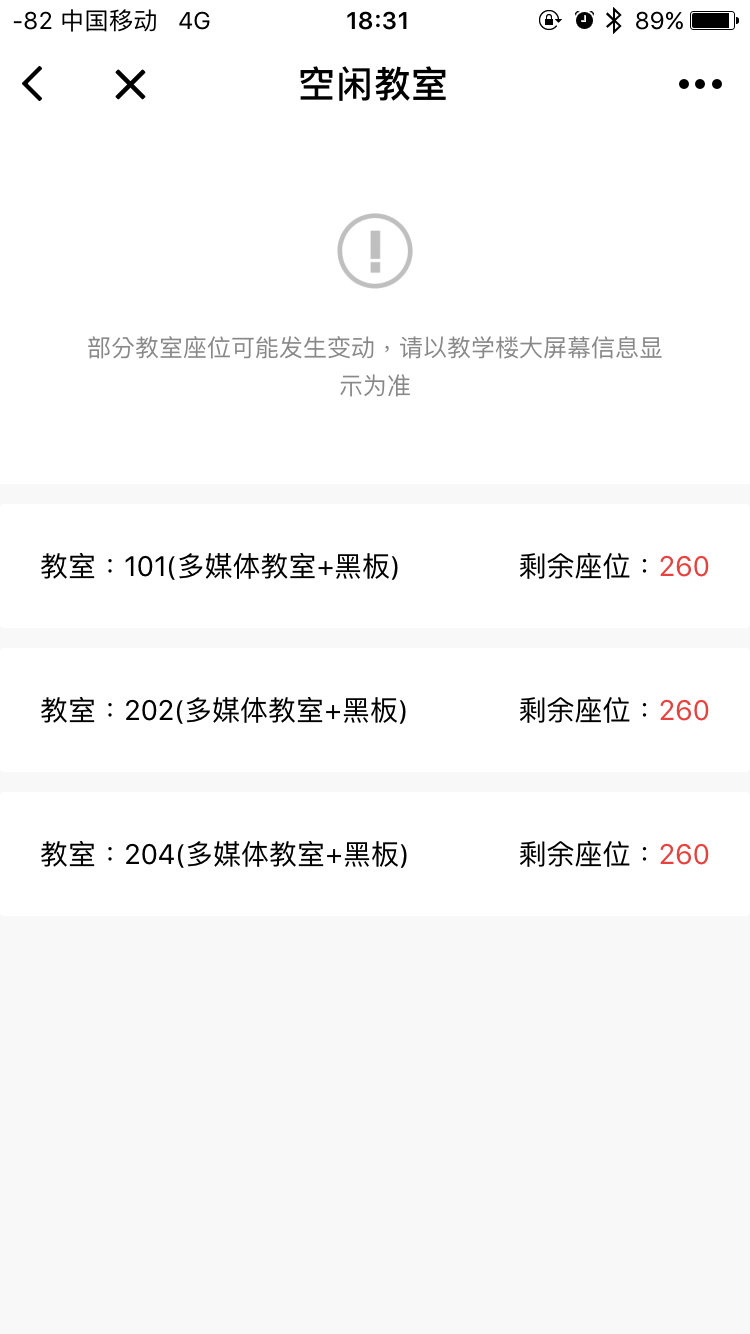 -82 中国移动 4G 18:31 89%
空闲教室
部分教室座位可能发生变动，请以教学楼大屏幕信息显
示为准
教室：101(多媒体教室+黑板) 剩余座位：260
教室：202(多媒体教室+黑板) 剩余座位：260
教室：204(多媒体教室+黑板) 剩余座位：260